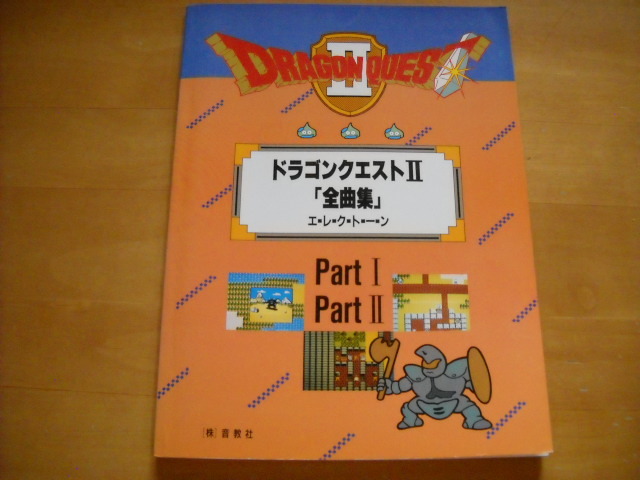 DRAGON QUEST
II
ドラゴンクエストII
「全曲集」
エ・レ・ク・ト・ー・ン
Part I
Part II
(株)音教社